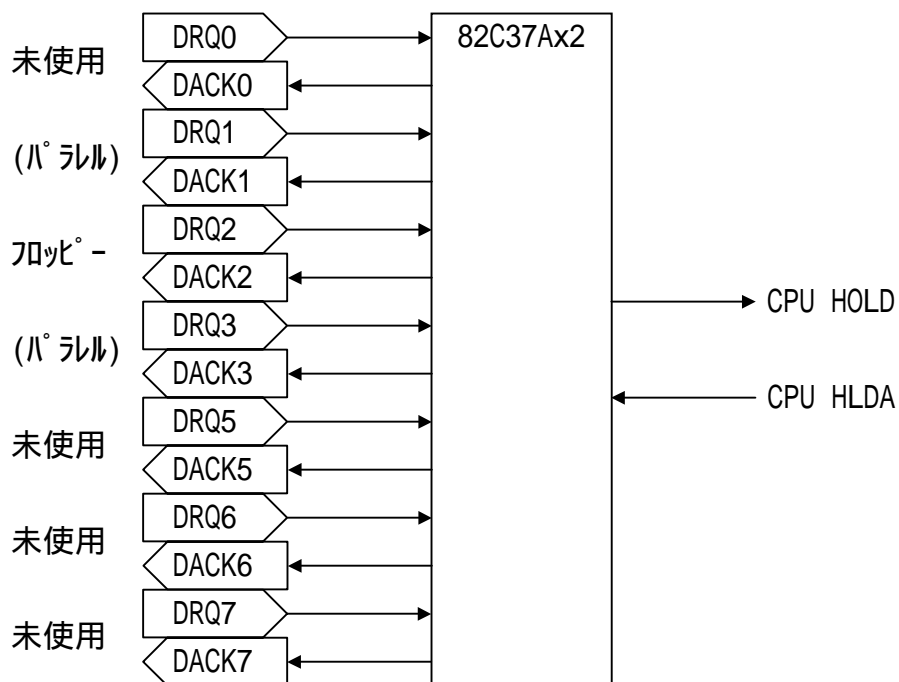 DRQ0
82C37Ax2
未使用
DACK0
DRQ1
(ﾊﾟﾗﾚﾙ)
DACK1
DRQ2
ﾌﾛｯﾋﾟｰ
DACK2
CPU HOLD
DRQ3
(ﾊﾟﾗﾚﾙ)
DACK3
CPU HLDA
DRQ5
未使用
DACK5
DRQ6
未使用
DACK6
DRQ7
未使用
DACK7